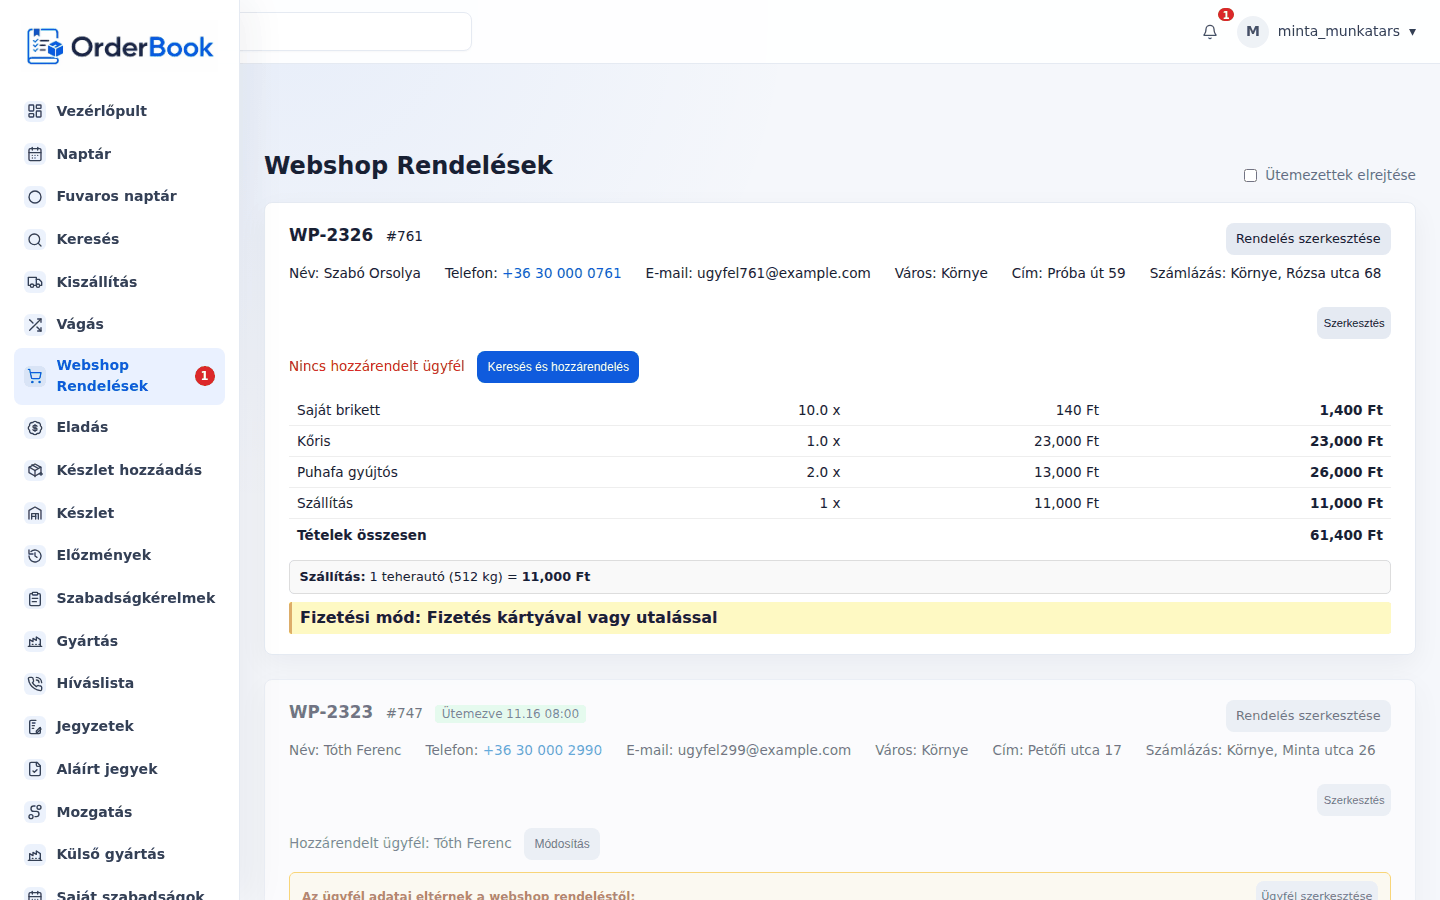 OrderBook
1
M
minta_munkatars ▼
Vezérlőpult
Naptár
Fuvaros naptár
Keresés
Kiszállítás
Vágás
Webshop
Rendelések
1
Eladás
Készlet hozzáadás
Készlet
Előzmények
Szabadságkérelmek
Gyártás
Híváslista
Jegyzetek
Aláírt jegyek
Mozgatás
Külső gyártás
Saját szabadságok
Webshop Rendelések
Ütemezettek elrejtése
WP-2326 #761
Rendelés szerkesztése
Név: Szabó Orsolya Telefon: +36 30 000 0761 E-mail: ugyfel761@example.com Város: Környe Cím: Próba út 59 Számlázás: Környe, Rózsa utca 68
Szerkesztés
Nincs hozzárendelt ügyfél Keresés és hozzárendelés
Saját brikett 10.0 x 140 Ft 1,400 Ft
Kőris 1.0 x 23,000 Ft 23,000 Ft
Puhafa gyújtós 2.0 x 13,000 Ft 26,000 Ft
Szállítás 1 x 11,000 Ft 11,000 Ft
Tételek összesen 61,400 Ft
Szállítás: 1 teherautó (512 kg) = 11,000 Ft
Fizetési mód: Fizetés kártyával vagy utalással
WP-2323 #747 Ütemezve 11.16 08:00
Rendelés szerkesztése
Név: Tóth Ferenc Telefon: +36 30 000 2990 E-mail: ugyfel299@example.com Város: Környe Cím: Petőfi utca 17 Számlázás: Környe, Minta utca 26
Szerkesztés
Hozzárendelt ügyfél: Tóth Ferenc Módosítás
Az ügyfél adatai eltérnek a webshop rendeléstől:
Ügyfél szerkesztése